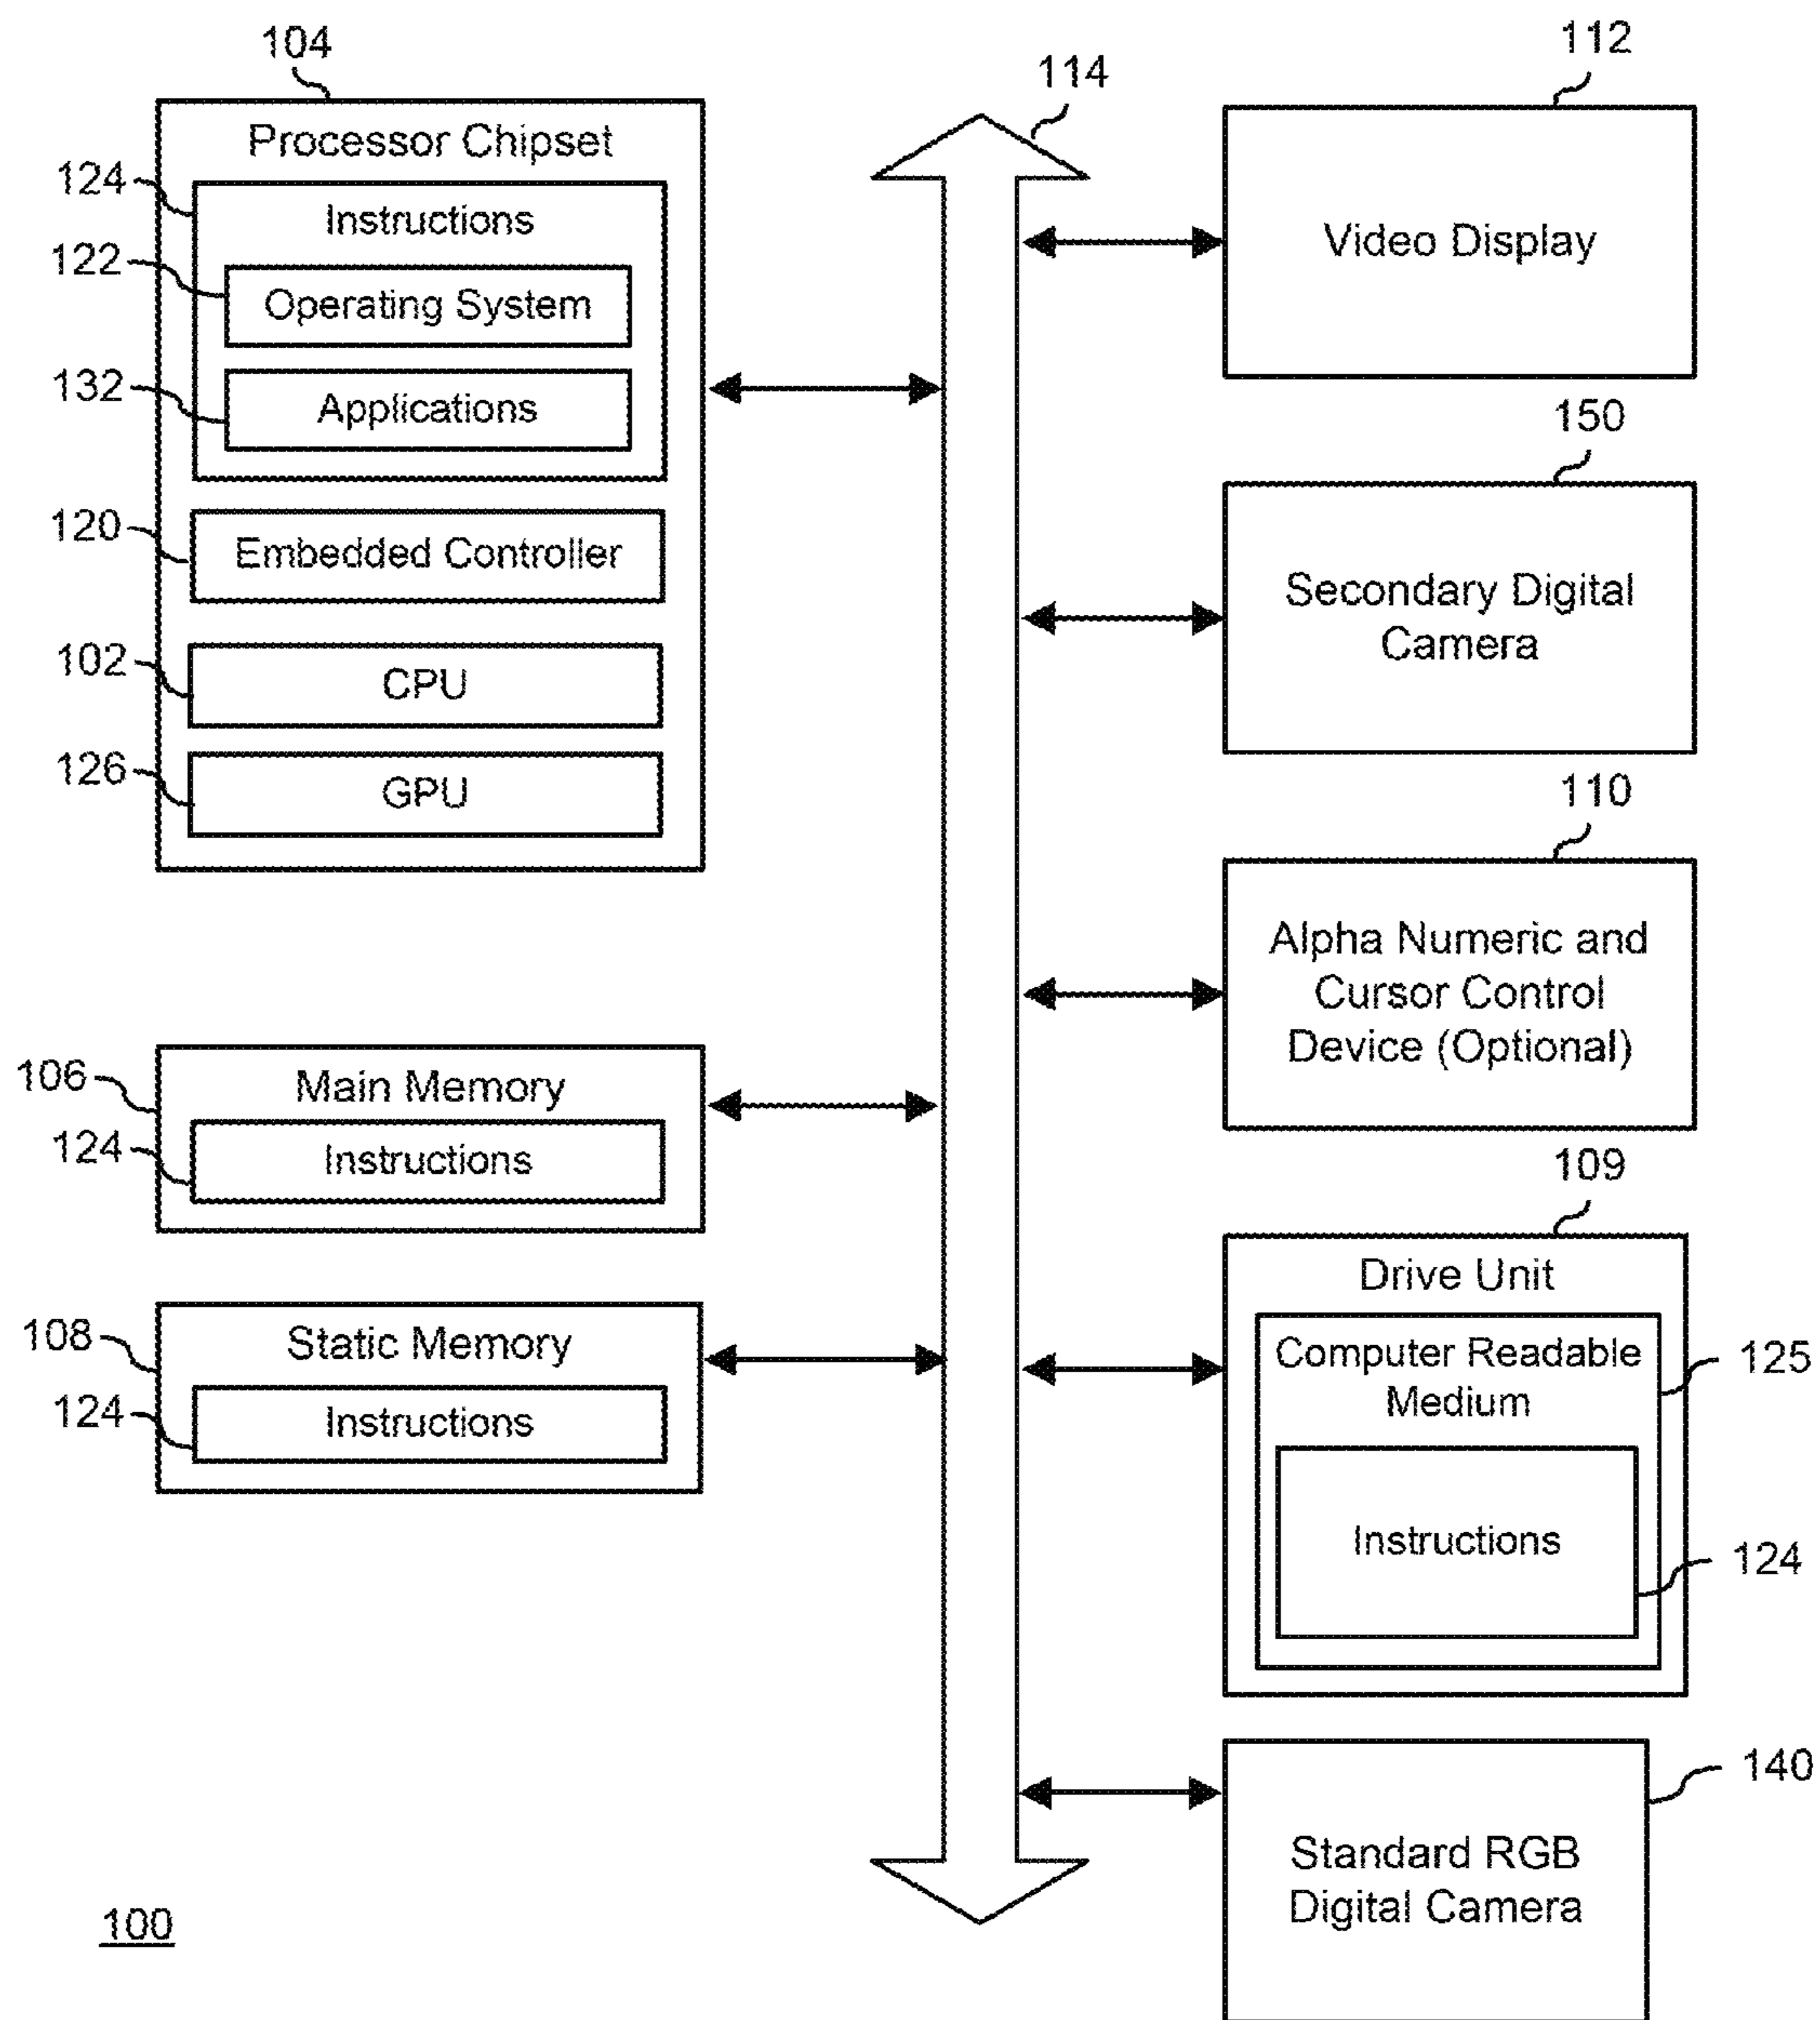 104
Processor Chipset
124
Instructions
122
Operating System
132
Applications
120
Embedded Controller
102
CPU
126
GPU
106
Main Memory
124
Instructions
108
Static Memory
124
Instructions
114
112
Video Display
150
Secondary Digital
Camera
110
Alpha Numeric and
Cursor Control
Device (Optional)
109
Drive Unit
Computer Readable
Medium
125
Instructions
124
140
Standard RGB
Digital Camera
100